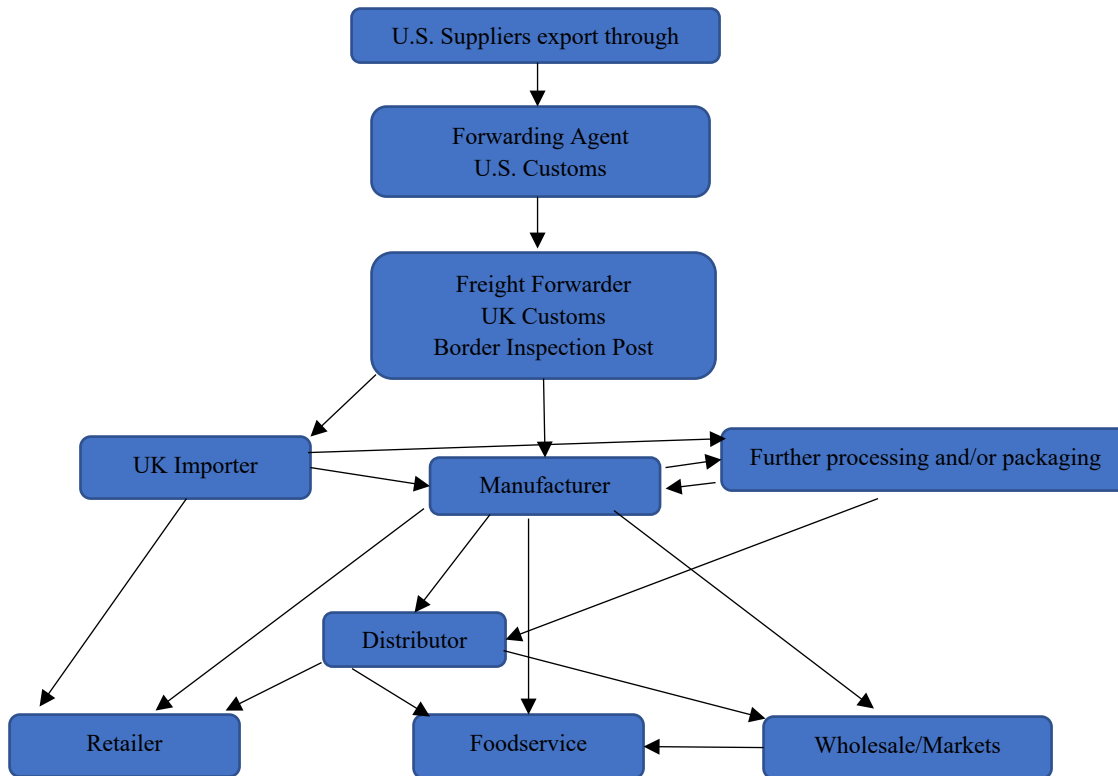 U.S. Suppliers export through
Forwarding Agent
U.S. Customs
Freight Forwarder
UK Customs
Border Inspection Post
UK Importer
Manufacturer
Further processing and/or packaging
Distributor
Retailer
Foodservice
Wholesale/Markets